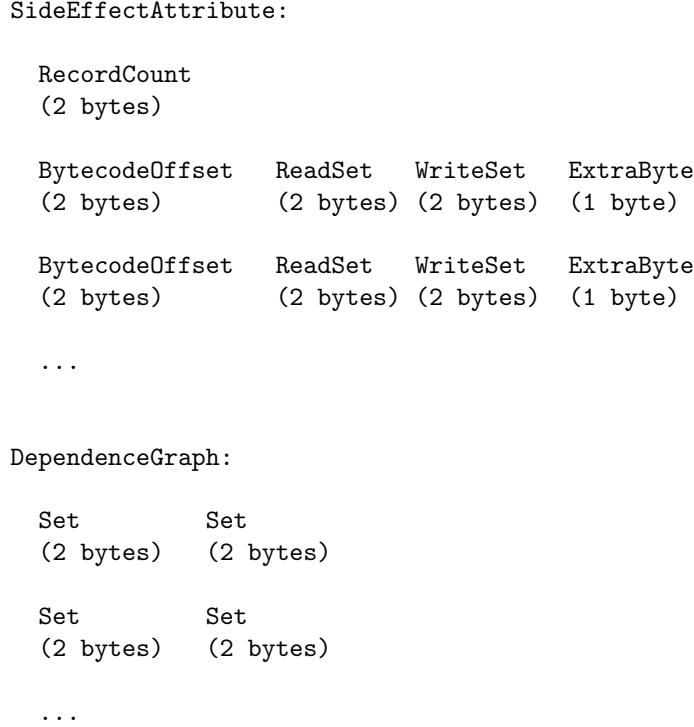 SideEffectAttribute:
RecordCount
(2 bytes)
BytecodeOffset ReadSet WriteSet ExtraByte
(2 bytes) (2 bytes) (2 bytes) (1 byte)
BytecodeOffset ReadSet WriteSet ExtraByte
(2 bytes) (2 bytes) (2 bytes) (1 byte)
...
DependenceGraph:
Set Set
(2 bytes) (2 bytes)
Set Set
(2 bytes) (2 bytes)
...